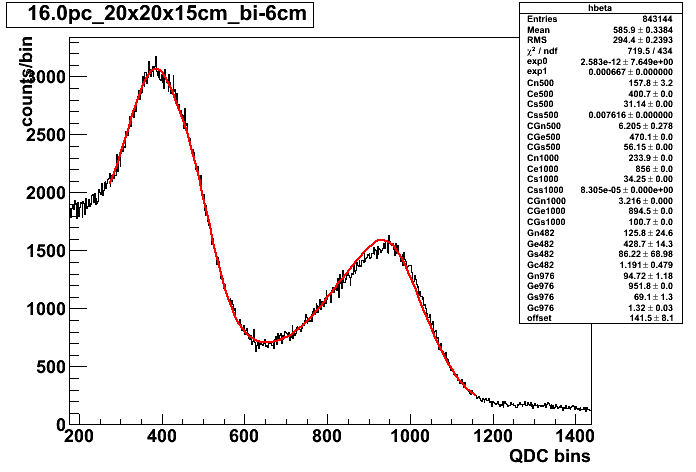 16.0pc_20x20x15cm_bi-6cm
hbeta
Entries 843144
Mean 585.9 ± 0.3384
RMS 294.4 ± 0.2393
χ² / ndf 719.5 / 434
exp0 2.583e-12 ± 7.649e+00
exp1 0.000667 ± 0.000000
Cn500 157.8 ± 3.2
Ce500 400.7 ± 0.0
Cs500 31.14 ± 0.00
Css500 0.007616 ± 0.000000
CGn500 6.205 ± 0.278
CGe500 470.1 ± 0.0
CGs500 56.15 ± 0.00
Cn1000 233.9 ± 0.0
Ce1000 856 ± 0.0
Cs1000 34.25 ± 0.00
Css1000 8.305e-05 ± 0.000e+00
CGn1000 3.216 ± 0.000
CGe1000 894.5 ± 0.0
CGs1000 100.7 ± 0.0
Gn482 125.8 ± 24.6
Ge482 428.7 ± 14.3
Gs482 86.22 ± 68.98
Gc482 1.191 ± 0.479
Gn976 94.72 ± 1.18
Ge976 951.8 ± 0.0
Gs976 69.1 ± 1.3
Gc976 1.32 ± 0.03
offset 141.5 ± 8.1
counts/bin
3000
2500
2000
1500
1000
500
0
200 400 600 800 1000 1200 1400
QDC bins